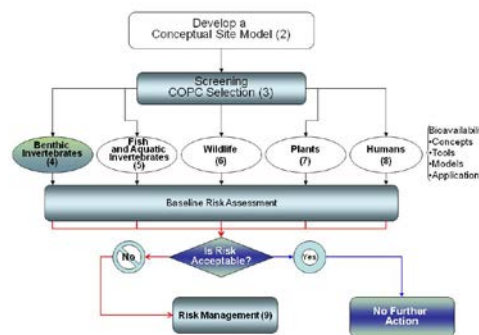 Develop a
Conceptual Site Model (2)
Screening
COPC Selection (3)
Benthic
Invertebrates
(4)
Fish
and Aquatic
Invertebrates
(5)
Wildlife
(6)
Plants
(7)
Humans
(8)
Bioavailabili
•Concepts
•Tools
•Models
•Application
Baseline Risk Assessment
Is Risk
Acceptable?
No
Yes
Risk Management (9)
No Further
Action